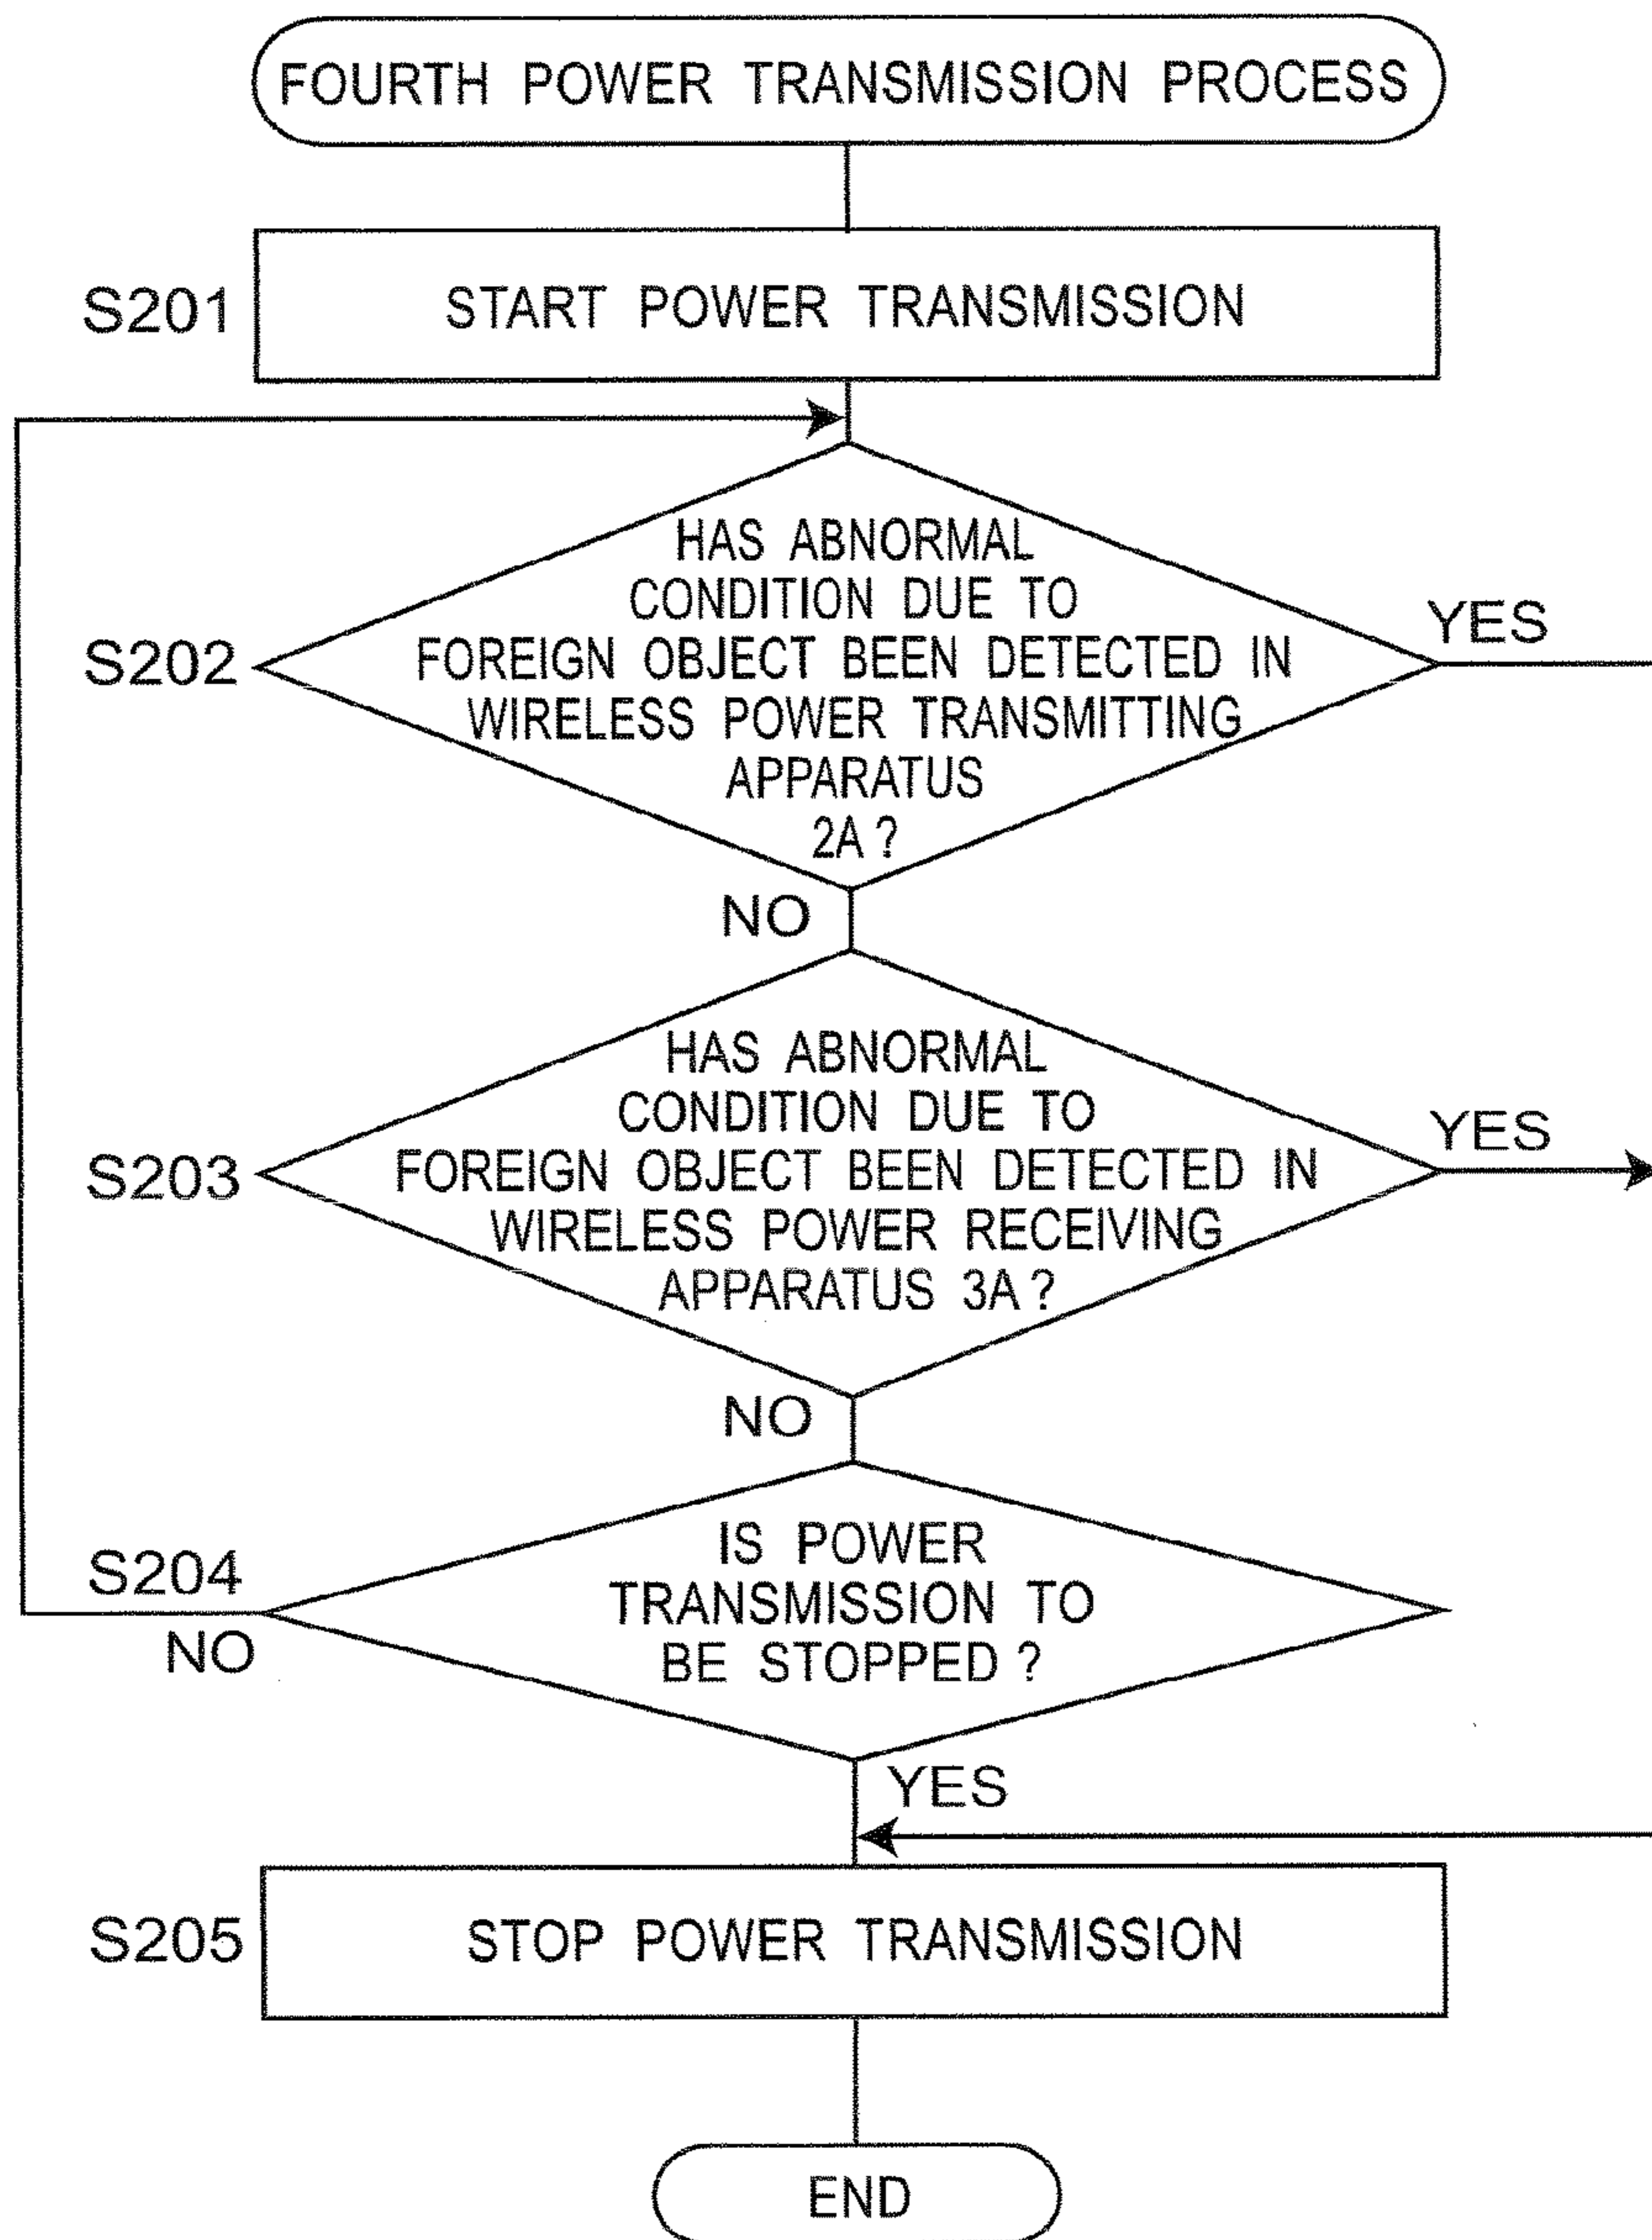 FOURTH POWER TRANSMISSION PROCESS
S201
START POWER TRANSMISSION
S202
HAS ABNORMAL
CONDITION DUE TO
FOREIGN OBJECT BEEN DETECTED IN
WIRELESS POWER TRANSMITTING
APPARATUS
2A ?
YES
NO
S203
HAS ABNORMAL
CONDITION DUE TO
FOREIGN OBJECT BEEN DETECTED IN
WIRELESS POWER RECEIVING
APPARATUS 3A ?
YES
NO
S204
IS POWER
TRANSMISSION TO
BE STOPPED ?
NO
YES
S205
STOP POWER TRANSMISSION
END